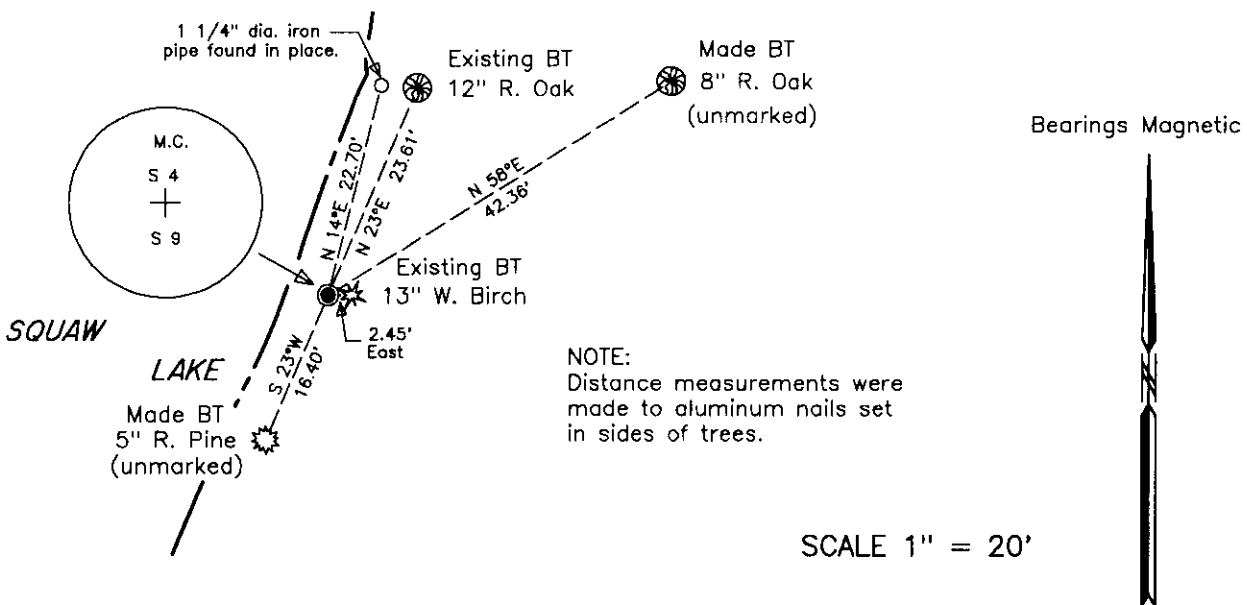 1 1/4" dia. iron
pipe found in place.
Existing BT
12" R. Oak
Made BT
8" R. Oak
(unmarked)
Bearings Magnetic
M.C.
S 4
S 9
N 14°E 22.70'
N 23°E 23.61'
N 58°E
42.36'
Existing BT
13" W. Birch
2.45'
East
SQUAW
LAKE
S 23°W
16.40'
Made BT
5" R. Pine
(unmarked)
NOTE:
Distance measurements were
made to aluminum nails set
in sides of trees.
SCALE 1" = 20'